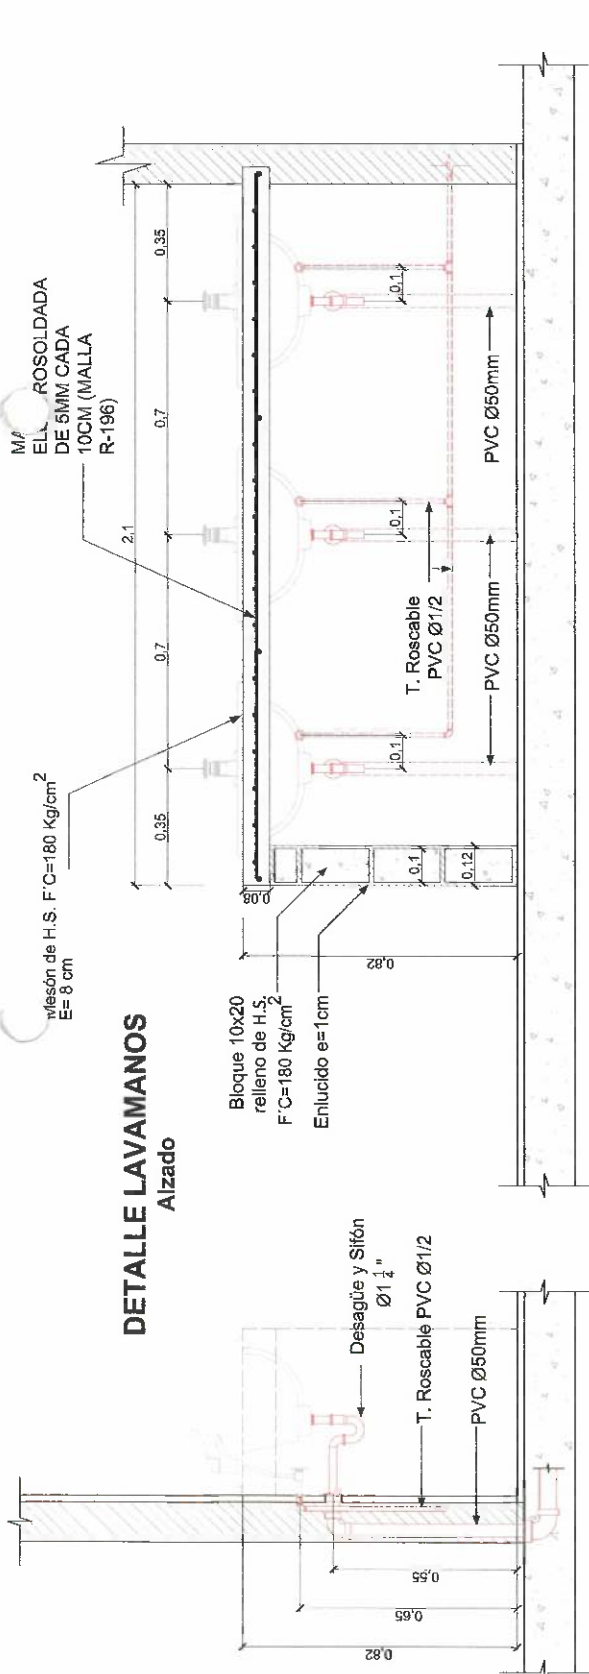 DETALLE LAVAMANOS
Alzado
Mesón de H.S. F´C=180 Kg/cm²
E= 8 cm
ROSOLDADA
DE 5MM CADA
10CM (MALLA
R-196)
2,1
0,35
0,7
0,7
0,35
0,08
0,82
Bloque 10x20
relleno de H.S.
F´C=180 Kg/cm²
Enlucido e=1cm
0,1
0,12
0,1
0,1
0,1
T. Roscable
PVC Ø1/2
PVC Ø50mm
PVC Ø50mm
Desagüe y Sifón
Ø1 1/4 "
T. Roscable PVC Ø1/2
PVC Ø50mm
0,55
0,65
0,82